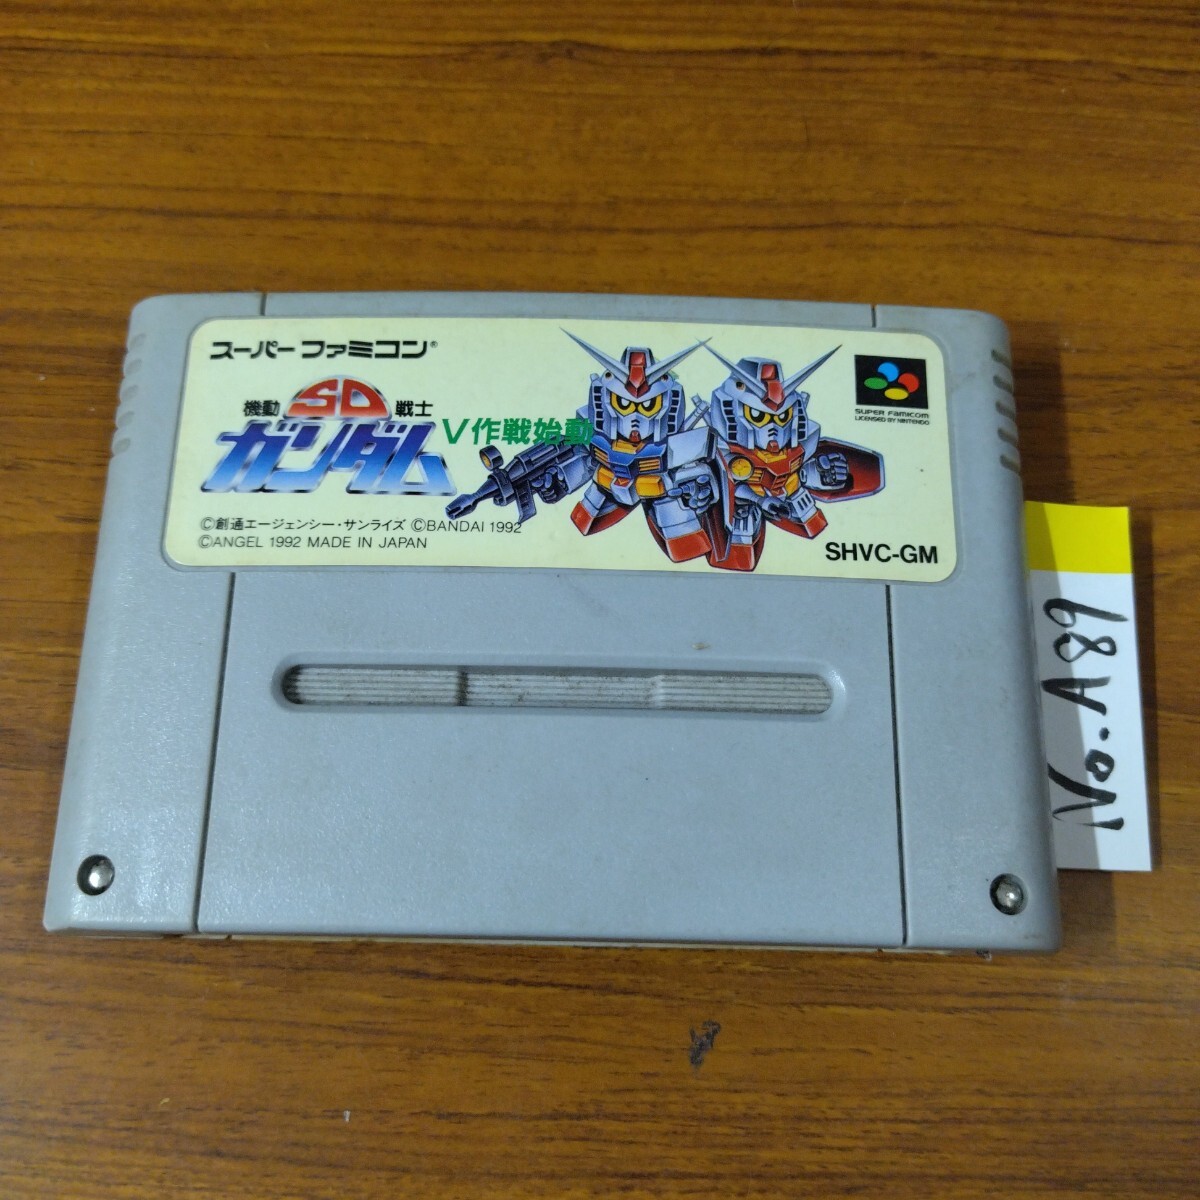 スーパーファミコン®
機動 SD 戦士
ガンダム V作戦始動
©創通エージェンシー・サンライズ ©BANDAI 1992
©ANGEL 1992 MADE IN JAPAN
SUPER FAMICOM
LICENSED BY NINTENDO
SHVC-GM
No. A89